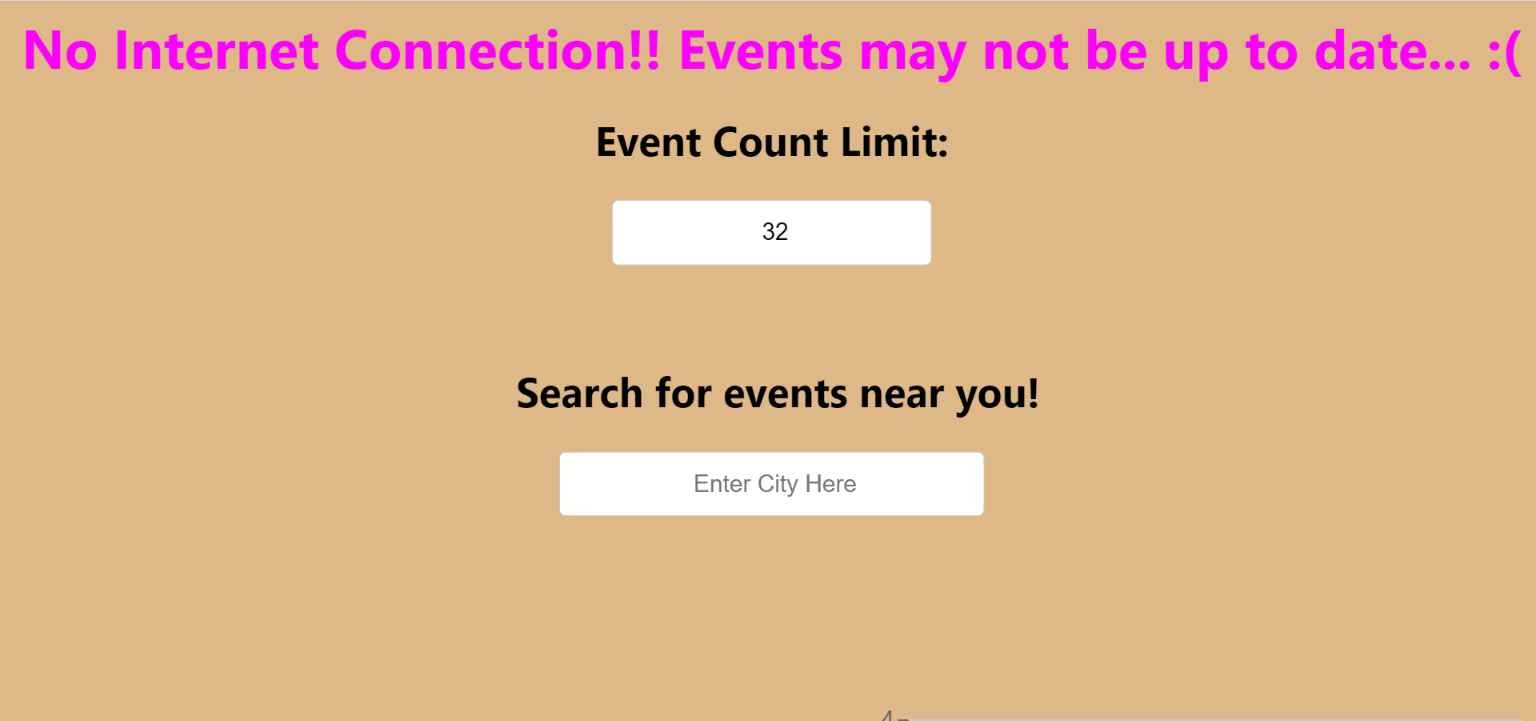 No Internet Connection!! Events may not be up to date... :(
Event Count Limit:
32
Search for events near you!
Enter City Here
4